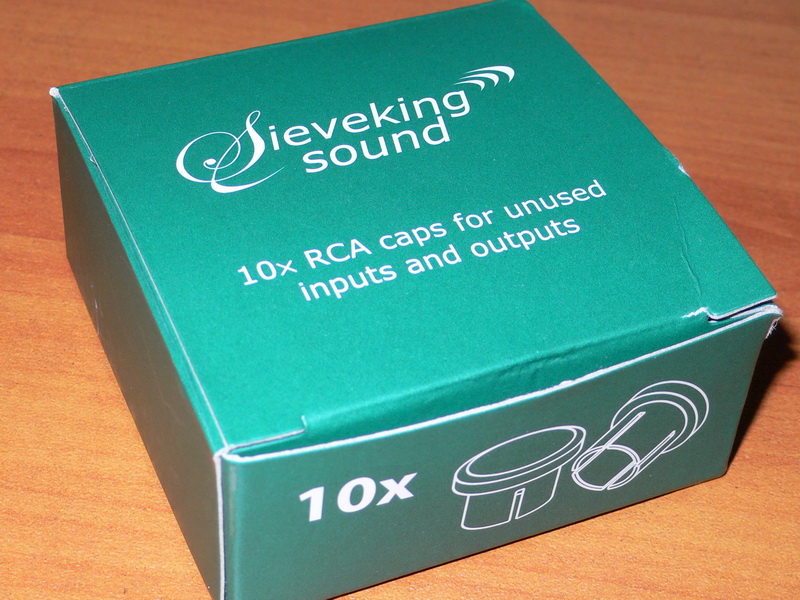 Sieveking
sound
10x RCA caps for unused
inputs and outputs
10x